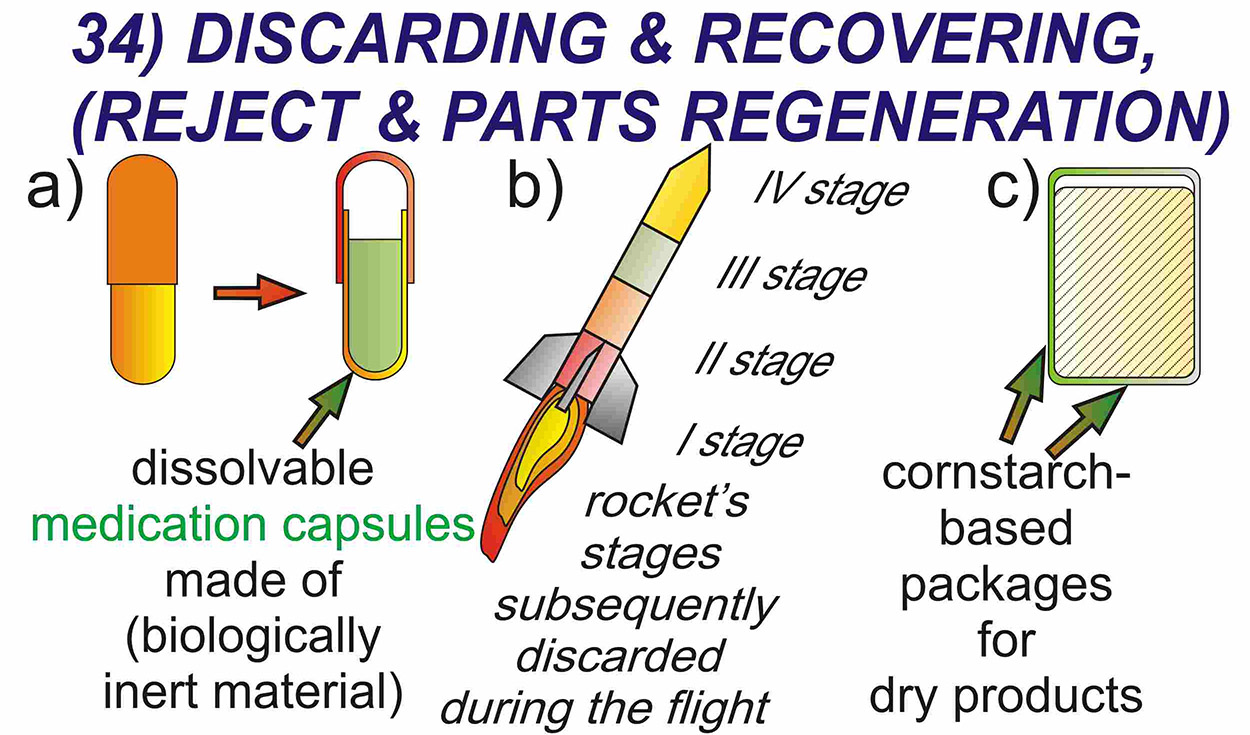 34) DISCARDING & RECOVERING,
(REJECT & PARTS REGENERATION)
a)
dissolvable
medication capsules
made of
(biologically
inert material)
b)
IV stage
III stage
II stage
I stage
rocket's
stages
subsequently
discarded
during the flight
c)
cornstarch-
based
packages
for
dry products